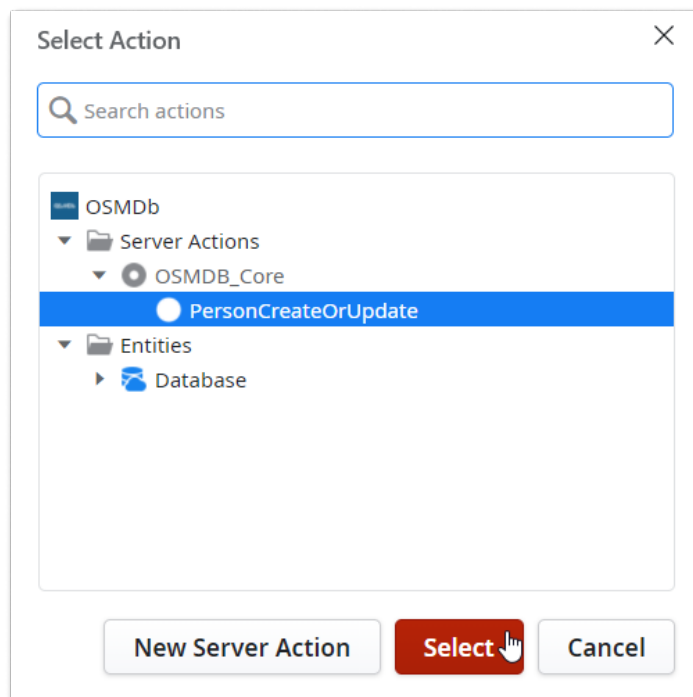 Select Action
Search actions
OSMDb
Server Actions
OSMDB_Core
PersonCreateOrUpdate
Entities
Database
New Server Action
Select
Cancel